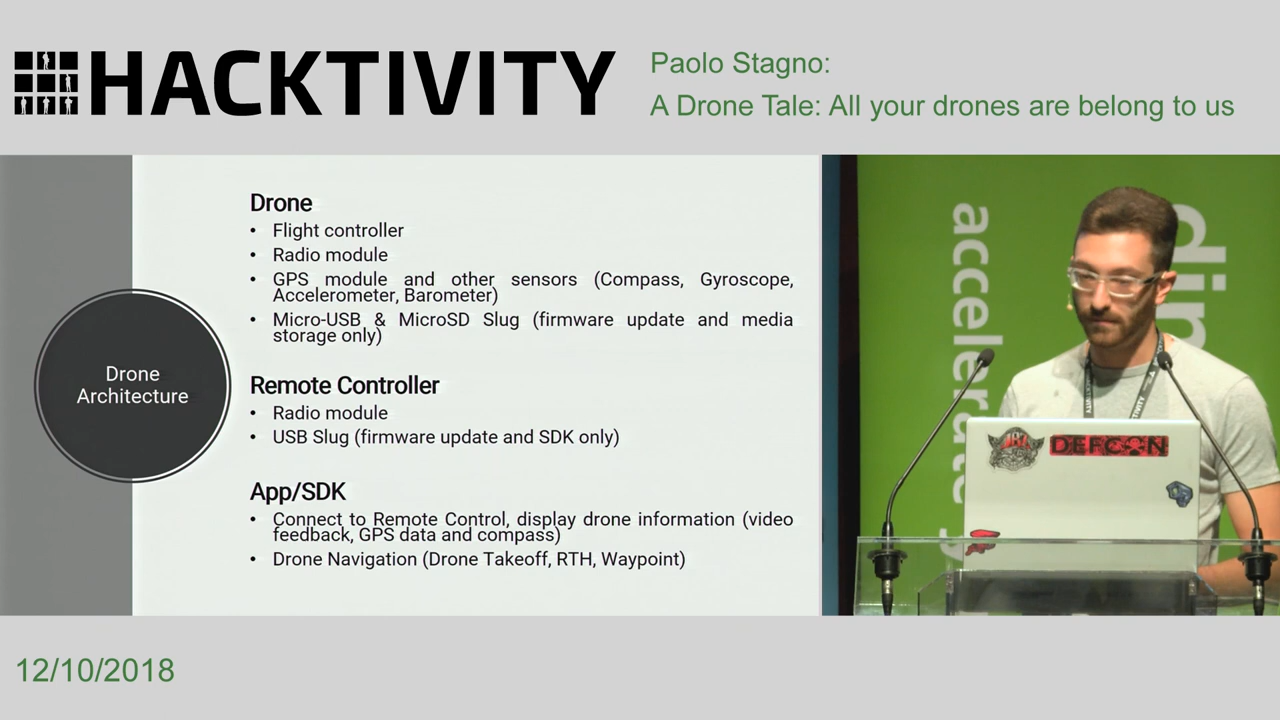 HACKTIVITY
Paolo Stagno:
A Drone Tale: All your drones are belong to us
Drone
Architecture
Drone
• Flight controller
• Radio module
• GPS module and other sensors (Compass, Gyroscope,
Accelerometer, Barometer)
• Micro-USB & MicroSD Slug (firmware update and media
storage only)
Remote Controller
• Radio module
• USB Slug (firmware update and SDK only)
App/SDK
• Connect to Remote Control, display drone information (video
feedback, GPS data and compass)
• Drone Navigation (Drone Takeoff, RTH, Waypoint)
DEFCON
12/10/2018